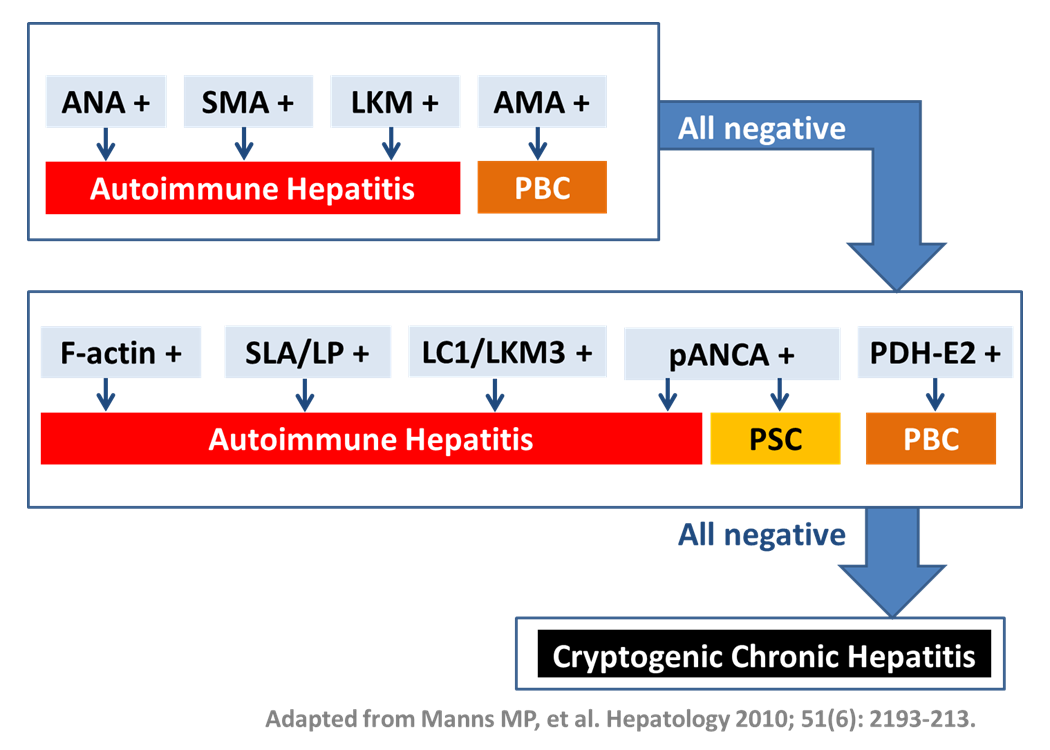 ANA +
SMA +
LKM +
AMA +
All negative
Autoimmune Hepatitis
PBC
F-actin +
SLA/LP +
LC1/LKM3 +
pANCA +
PDH-E2 +
Autoimmune Hepatitis
PSC
PBC
All negative
Cryptogenic Chronic Hepatitis
Adapted from Manns MP, et al. Hepatology 2010; 51(6): 2193-213.